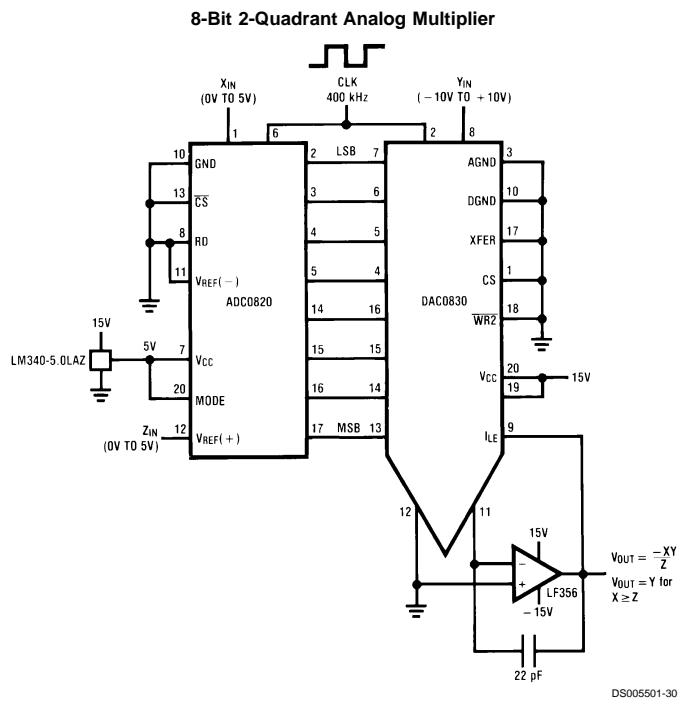 8-Bit 2-Quadrant Analog Multiplier
XIN
(0V TO 5V)
CLK
400 kHz
YIN
(−10V TO +10V)
1
6
2
8
10
GND
2
LSB
7
AGND
3
13
CS
3
6
DGND
10
8
RD
4
5
XFER
17
11
VREF(−)
5
4
CS
1
ADC0820
DAC0830
14
16
WR2
18
15V
LM340-5.0LAZ
5V
7
VCC
15
15
VCC
20
15V
19
20
MODE
16
14
ZIN
(0V TO 5V)
12
VREF(+)
17
MSB
13
ILE
9
12
11
15V
−
+
LF356
−15V
VOUT = −XY
Z
VOUT = Y for
X ≥ Z
22 pF
DS005501-30